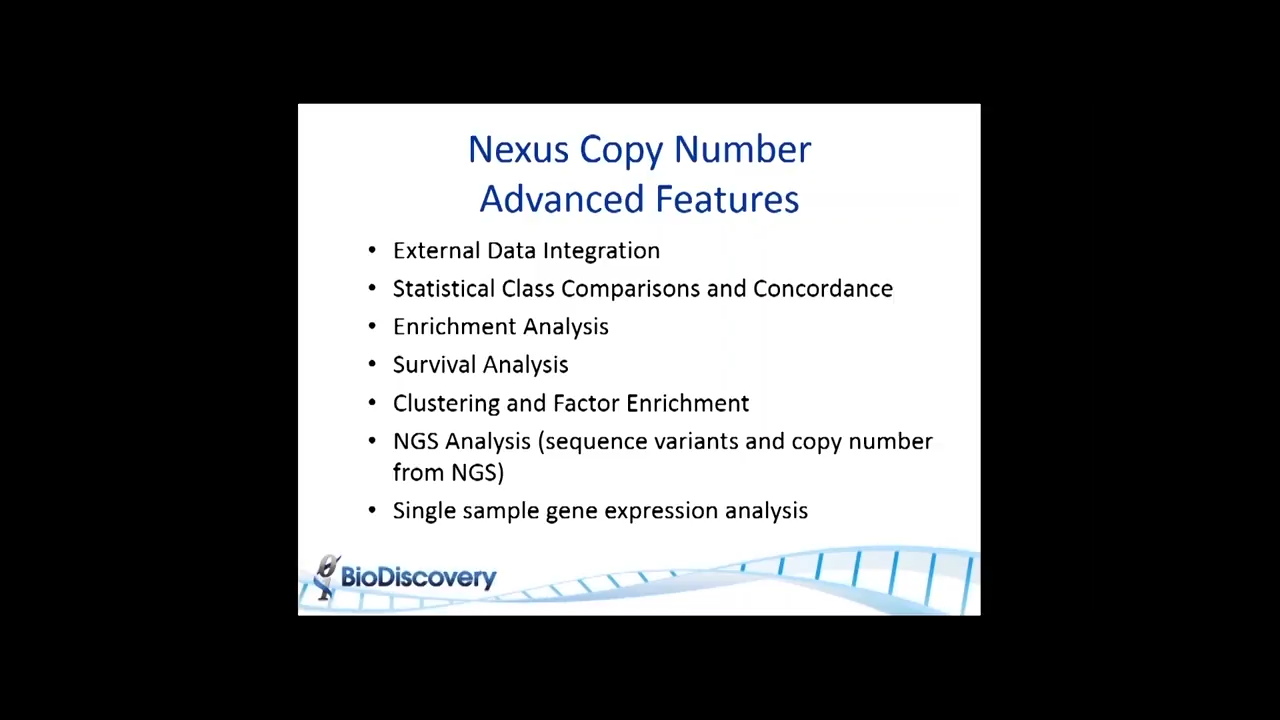 Nexus Copy Number
Advanced Features
• External Data Integration
• Statistical Class Comparisons and Concordance
• Enrichment Analysis
• Survival Analysis
• Clustering and Factor Enrichment
• NGS Analysis (sequence variants and copy number
from NGS)
• Single sample gene expression analysis
BioDiscovery